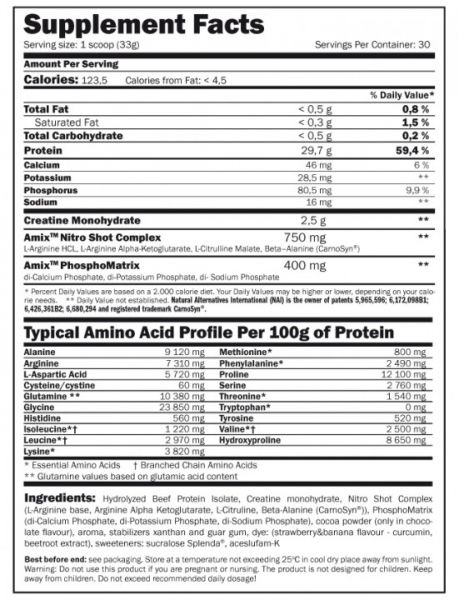 Supplement Facts
Serving size: 1 scoop (33g) Servings Per Container: 30
Amount Per Serving
Calories: 123,5 Calories from Fat: < 4,5
% Daily Value*
Total Fat < 0,5 g 0,8 %
Saturated Fat < 0,3 g 1,5 %
Total Carbohydrate < 0,5 g 0,2 %
Protein 29,7 g 59,4 %
Calcium 46 mg 6 %
Potassium 28,5 mg **
Phosphorus 80,5 mg 9,9 %
Sodium 16 mg **
Creatine Monohydrate 2,5 g **
Amix™ Nitro Shot Complex 750 mg **
L-Arginine HCL, L-Arginine Alpha-Ketoglutarate, L-Citrulline Malate, Beta–Alanine (CarnoSyn®)
Amix™ PhosphoMatrix 400 mg **
di-Calcium Phosphate, di-Potassium Phosphate, di- Sodium Phosphate
* Percent Daily Values are based on a 2.000 calorie diet. Your Daily Values may be higher or lower, depending on your calo-
rie needs. ** Daily Value not established. Natural Alternatives International (NAI) is the owner of patents 5,965,596; 6,172,098B1;
6,426,361B2; 6,680,294 and registered trademark CarnoSyn®.
Typical Amino Acid Profile Per 100g of Protein
Alanine 9 120 mg Methionine* 800 mg
Arginine 7 310 mg Phenylalanine* 2 490 mg
L-Aspartic Acid 5 720 mg Proline 12 100 mg
Cysteine/cystine 60 mg Serine 2 760 mg
Glutamine ** 10 380 mg Threonine* 1 540 mg
Glycine 23 850 mg Tryptophan* 0 mg
Histidine 560 mg Tyrosine 520 mg
Isoleucine*† 1 220 mg Valine*† 2 500 mg
Leucine*† 2 970 mg Hydroxyproline 8 650 mg
Lysine* 3 820 mg
* Essential Amino Acids † Branched Chain Amino Acids
** Glutamine values based on glutamic acid content
Ingredients: Hydrolyzed Beef Protein Isolate, Creatine monohydrate, Nitro Shot Complex
(L-Arginine base, Arginine Alpha Ketoglutarate, L-Citruline, Beta-Alanine (CarnoSyn®)), PhosphoMatrix
(di-Calcium Phosphate, di-Potassium Phosphate, di-Sodium Phosphate), cocoa powder (only in choco-
late flavour), aroma, stabilizers xanthan and guar gum, dye: (strawberry&banana flavour - curcumin,
beetroot extract), sweeteners: sucralose Splenda®, aceslufam-K
Best before end: see packaging. Store at a temperature not exceeding 25ºC in cool dry place away from sunlight.
Warning: Do not use this product if you are pregnant or nursing. The product is not designed for children. Keep
away from children. Do not exceed recommended daily dosage!